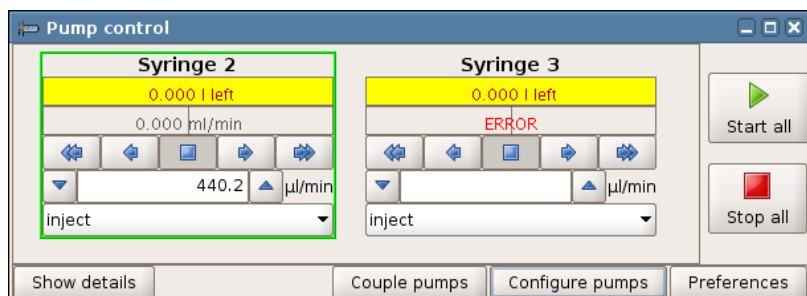 Pump control
Syringe 2
0.000 l left
0.000 ml/min
440.2 µl/min
inject
Syringe 3
0.000 l left
ERROR
µl/min
inject
Start all
Stop all
Show details
Couple pumps
Configure pumps
Preferences